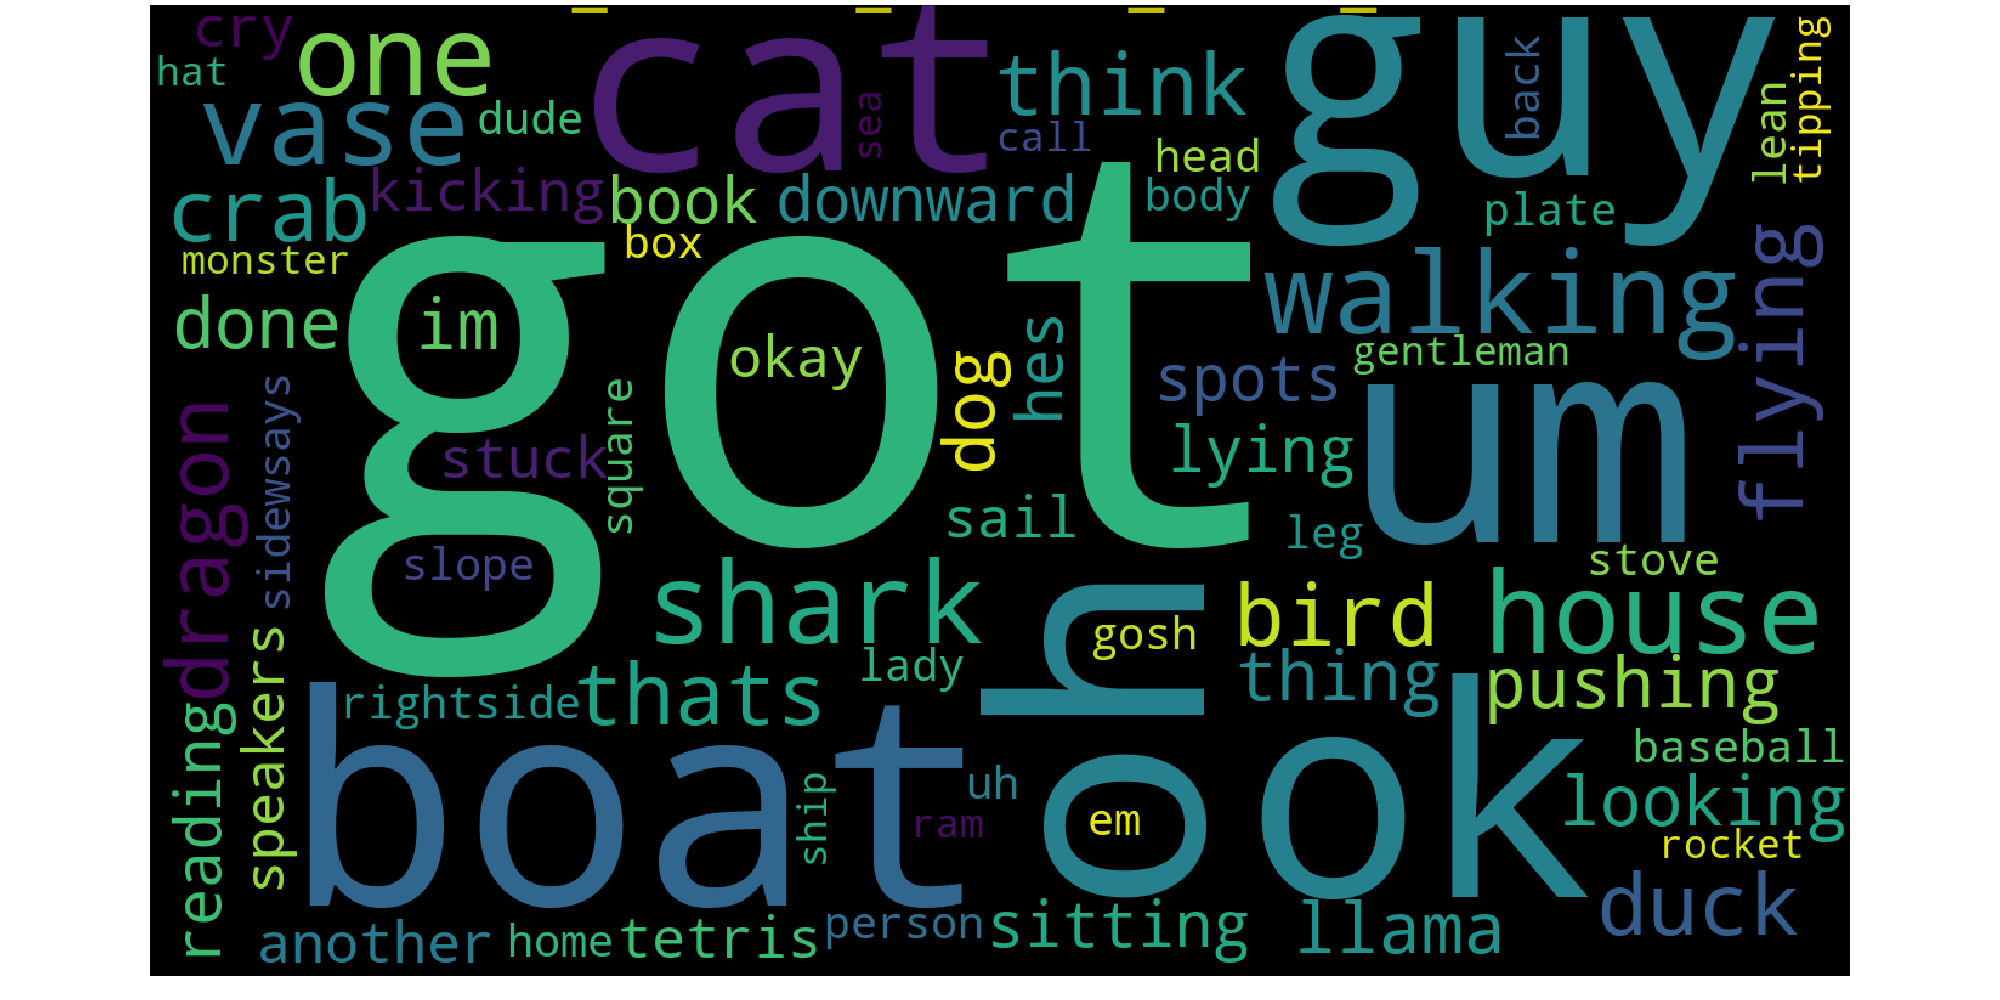 cry
one
cat
guy
hat
vase
dude
sea
think
call
back
lean
tipping
head
crab
kicking
book
downward
body
plate
monster
box
got
walking
flying
done
im
okay
dog
hes
spots
gentleman
um
dragon
sidewsays
stuck
square
lying
sail
leg
slope
stove
shark
oh
gosh
bird
house
reading
speakers
rightside
thats
lady
thing
pushing
boat
ship
uh
ram
em
ok
baseball
looking
rocket
another
home
tetris
person
sitting
llama
duck